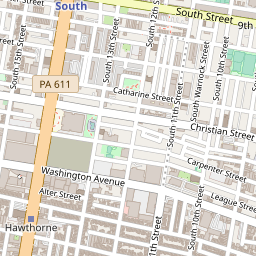 South
South Street 9th
South 15th Street
South 13th Street
South 12th Str
PA 611
Catharine Street
South 11th Street
South Warnock Street
South 10th Street
Christian Street
Carpenter Street
Washington Avenue
Alter Street
League Street
South 10th Street
Hawthorne
11th Street